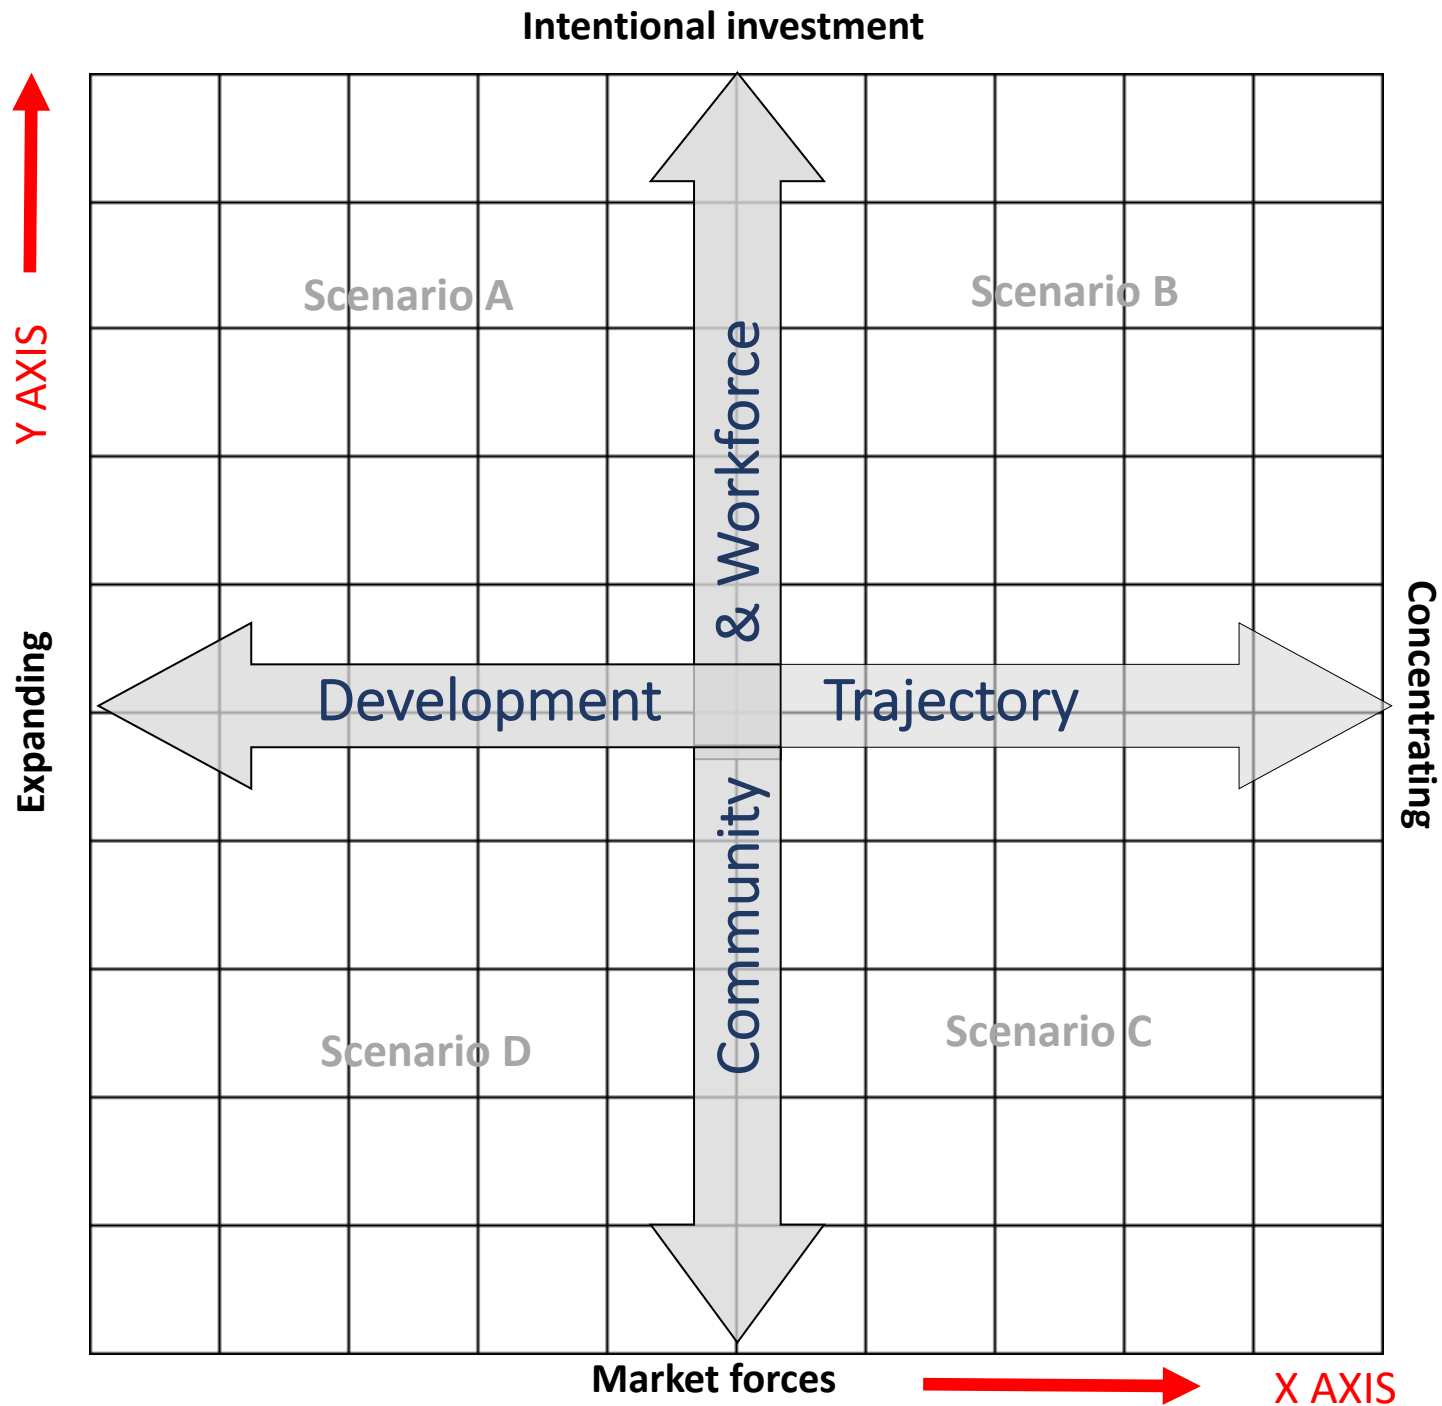 Intentional investment
Y AXIS
Scenario A
Scenario B
Community & Workforce
Expanding
Development Trajectory
Concentrating
Scenario D
Scenario C
Market forces
X AXIS